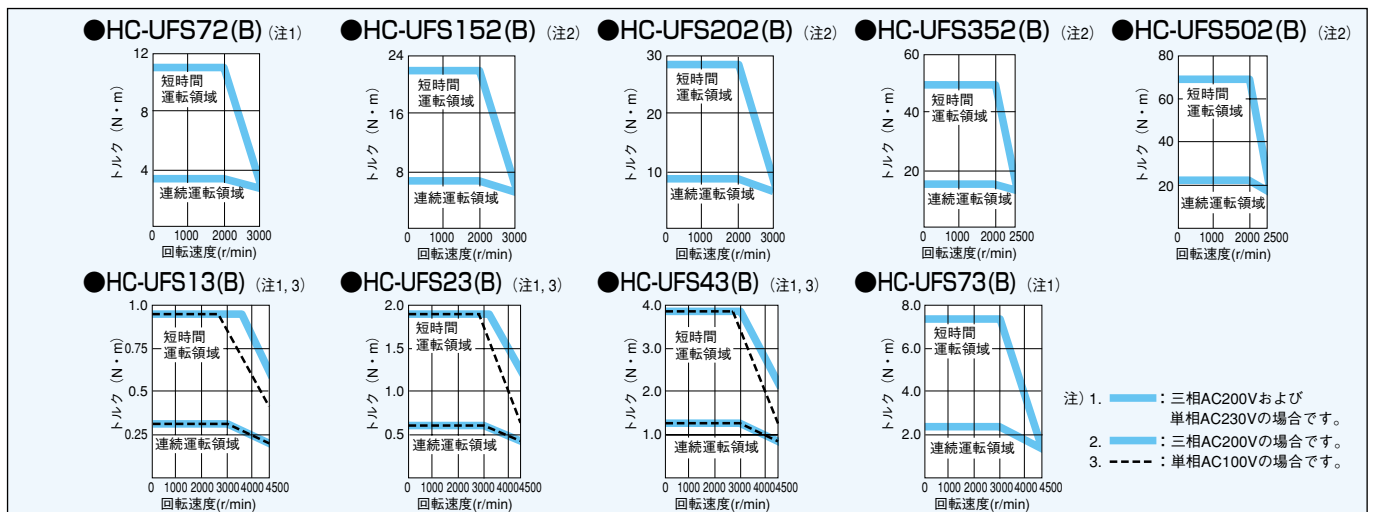 ●HC-UFS72(B) (注1)
トルク (N・m)
12
8
4
短時間
運転領域
連続運転領域
0 1000 2000 3000
回転速度(r/min)
●HC-UFS152(B) (注2)
トルク (N・m)
24
16
8
短時間
運転領域
連続運転領域
0 1000 2000 3000
回転速度(r/min)
●HC-UFS202(B) (注2)
トルク (N・m)
30
20
10
短時間
運転領域
連続運転領域
0 1000 2000 3000
回転速度(r/min)
●HC-UFS352(B) (注2)
トルク (N・m)
60
40
20
短時間
運転領域
連続運転領域
0 1000 2000 2500
回転速度(r/min)
●HC-UFS502(B) (注2)
トルク (N・m)
80
60
40
20
短時間
運転領域
連続運転領域
0 1000 2000 2500
回転速度(r/min)
●HC-UFS13(B) (注1, 3)
トルク (N・m)
1.0
0.75
0.5
0.25
短時間
運転領域
連続運転領域
0 1000 2000 3000 4000 4500
回転速度(r/min)
●HC-UFS23(B) (注1, 3)
トルク (N・m)
2.0
1.5
1.0
0.5
短時間
運転領域
連続運転領域
0 1000 2000 3000 4000 4500
回転速度(r/min)
●HC-UFS43(B) (注1, 3)
トルク (N・m)
4.0
3.0
2.0
1.0
短時間
運転領域
連続運転領域
0 1000 2000 3000 4000 4500
回転速度(r/min)
●HC-UFS73(B) (注1)
トルク (N・m)
8.0
6.0
4.0
2.0
短時間
運転領域
連続運転領域
0 1000 2000 3000 4000 4500
回転速度(r/min)
注) 1. : 三相AC200Vおよび
単相AC230Vの場合です。
2. : 三相AC200Vの場合です。
3. : 単相AC100Vの場合です。